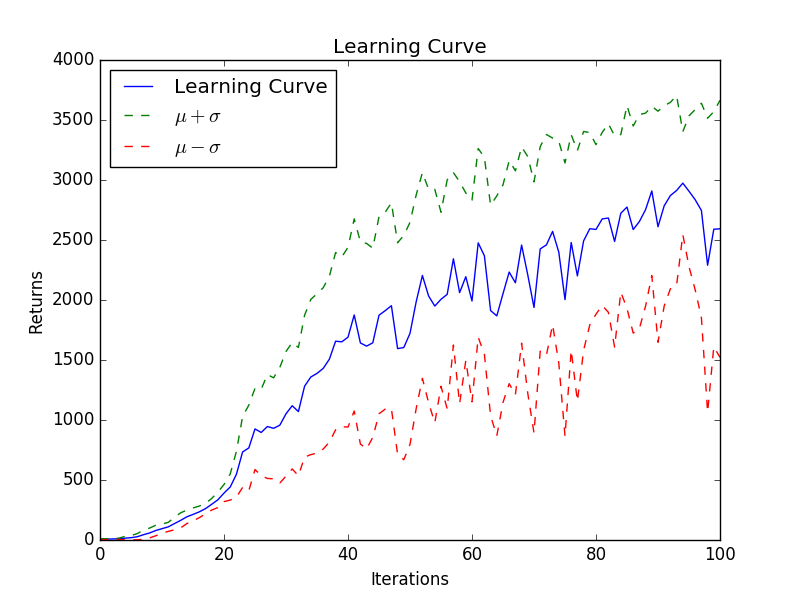 Learning Curve
4000
3500
3000
2500
2000
1500
1000
500
0
Returns
Learning Curve
μ + σ
μ − σ
0 20 40 60 80 100
Iterations